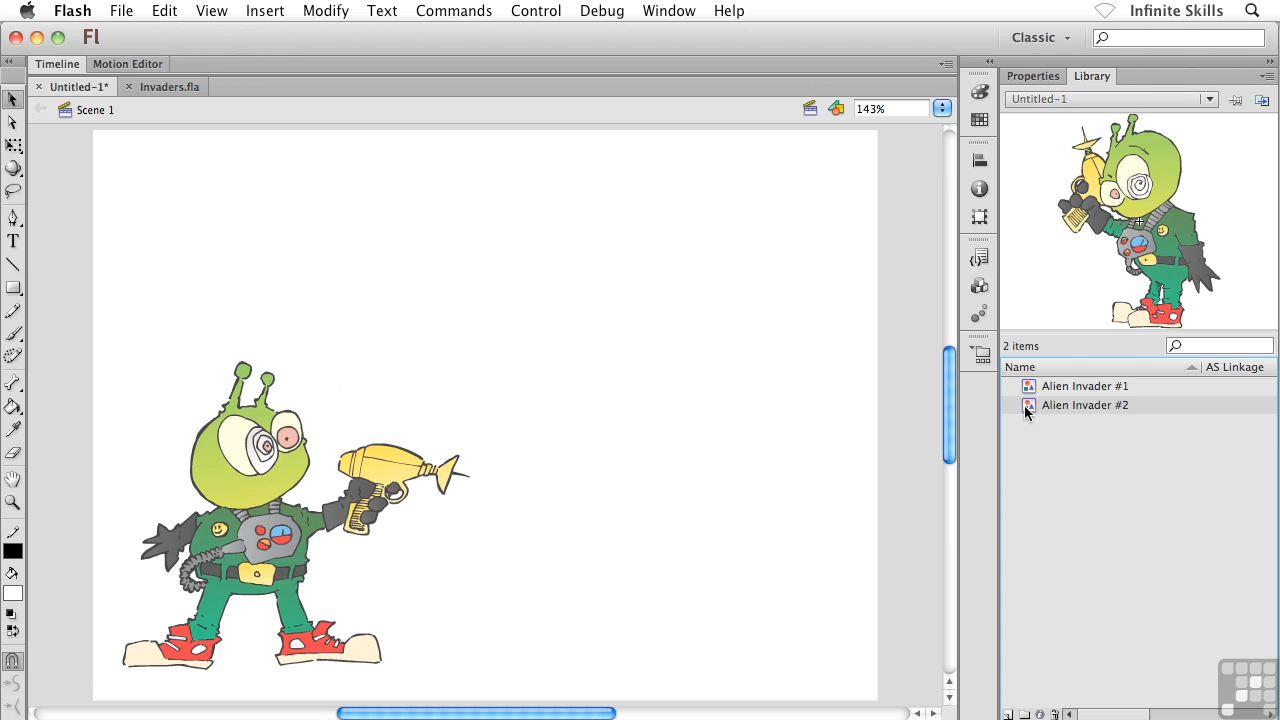 Flash File Edit View Insert Modify Text Commands Control Debug Window Help Infinite Skills
Fl Classic
Timeline Motion Editor
Untitled-1* Invaders.fla
Scene 1 143%
Properties Library
Untitled-1
2 items
Name AS Linkage
Alien Invader #1
Alien Invader #2